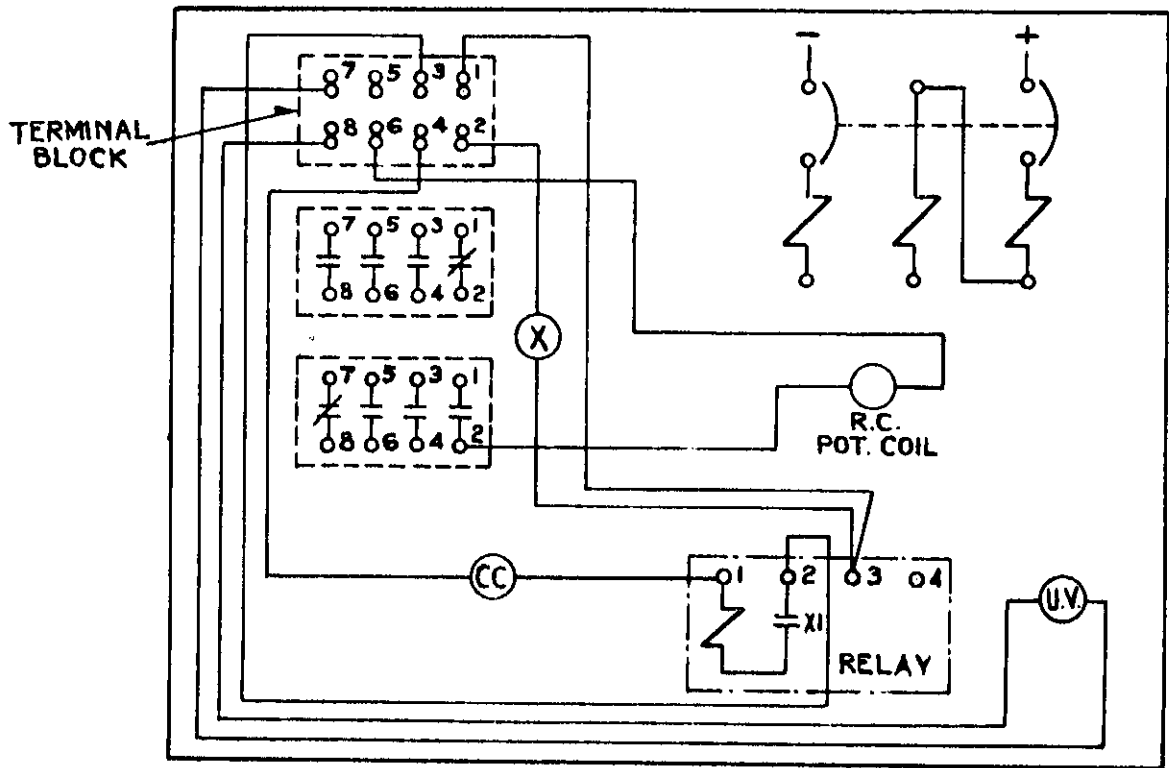 - +
7 5 3 1
TERMINAL
BLOCK
8 6 4 2
7 5 3 1
8 6 4 2
X
7 5 3 1
8 6 4 2
R.C.
POT. COIL
CC
1 2 3 4
U.V.
X1
RELAY